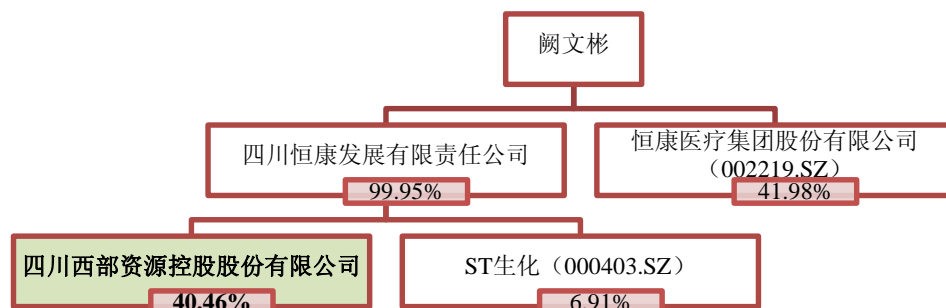 阙文彬
四川恒康发展有限责任公司
99.95%
恒康医疗集团股份有限公司
（002219.SZ）
41.98%
四川西部资源控股股份有限公司
40.46%
ST生化（000403.SZ）
6.91%